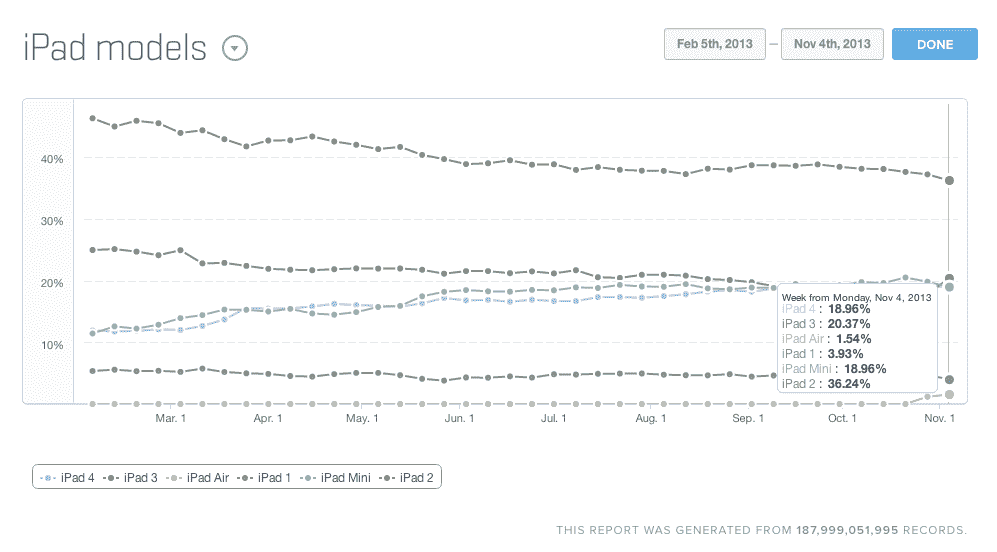 iPad models
Feb 5th, 2013 — Nov 4th, 2013 DONE
40%
30%
20%
10%
Week from Monday, Nov 4, 2013
iPad 4 : 18.96%
iPad 3 : 20.37%
iPad Air : 1.54%
iPad 1 : 3.93%
iPad Mini : 18.96%
iPad 2 : 36.24%
Mar. 1 Apr. 1 May. 1 Jun. 1 Jul. 1 Aug. 1 Sep. 1 Oct. 1 Nov. 1
iPad 4 iPad 3 iPad Air iPad 1 iPad Mini iPad 2
THIS REPORT WAS GENERATED FROM 187,999,051,995 RECORDS.